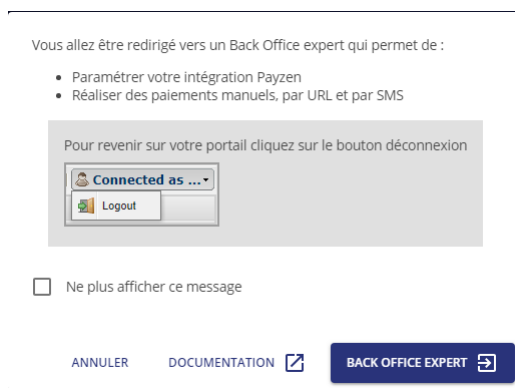 Vous allez être redirigé vers un Back Office expert qui permet de :
Paramétrer votre intégration Payzen
Réaliser des paiements manuels, par URL et par SMS
Pour revenir sur votre portail cliquez sur le bouton déconnexion
Connected as ...
Logout
Ne plus afficher ce message
ANNULER DOCUMENTATION BACK OFFICE EXPERT